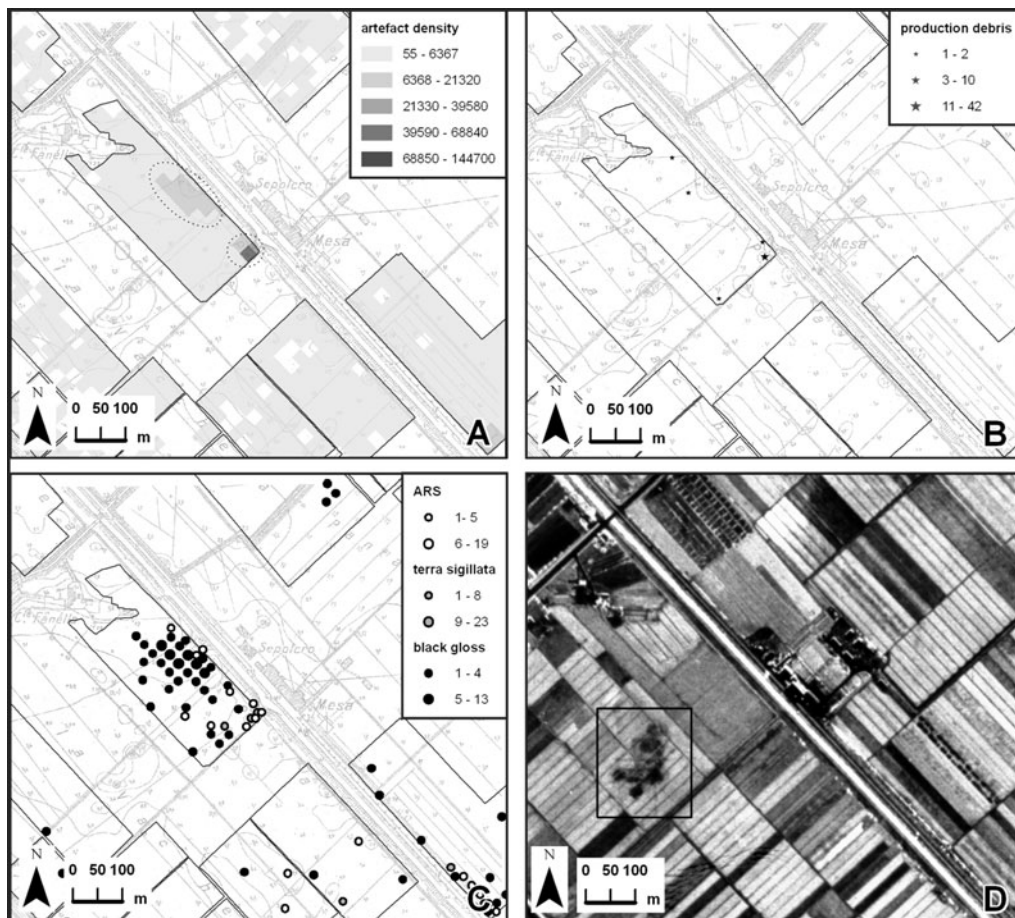 artefact density
55 - 6367
6368 - 21320
21330 - 39580
39590 - 68840
68850 - 144700
Sepolcro
Mesa
N
0 50 100
m
A
production debris
1 - 2
3 - 10
11 - 42
Sepolcro
Mesa
N
0 50 100
m
B
ARS
1 - 5
6 - 19
terra sigillata
1 - 8
9 - 23
black gloss
1 - 4
5 - 13
Sepolcro
Mesa
N
0 50 100
m
C
N
0 50 100
m
D